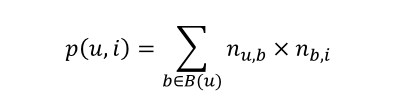 p(u, i) = ∑_{b∈B(u)} n_{u,b} × n_{b,i}